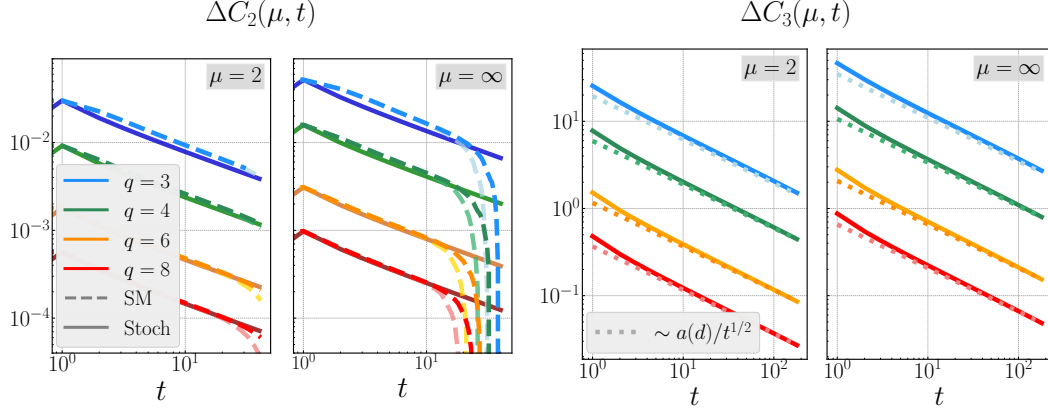 ΔC₂(μ, t)
μ = 2
μ = ∞
10⁻²
10⁻³
10⁻⁴
q = 3
q = 4
q = 6
q = 8
SM
Stoch
10⁰
10¹
10⁰
10¹
t
t
ΔC₃(μ, t)
μ = 2
μ = ∞
10¹
10⁰
10⁻¹
∼ a(d)/t^{1/2}
10⁰
10¹
10²
10⁰
10¹
10²
t
t